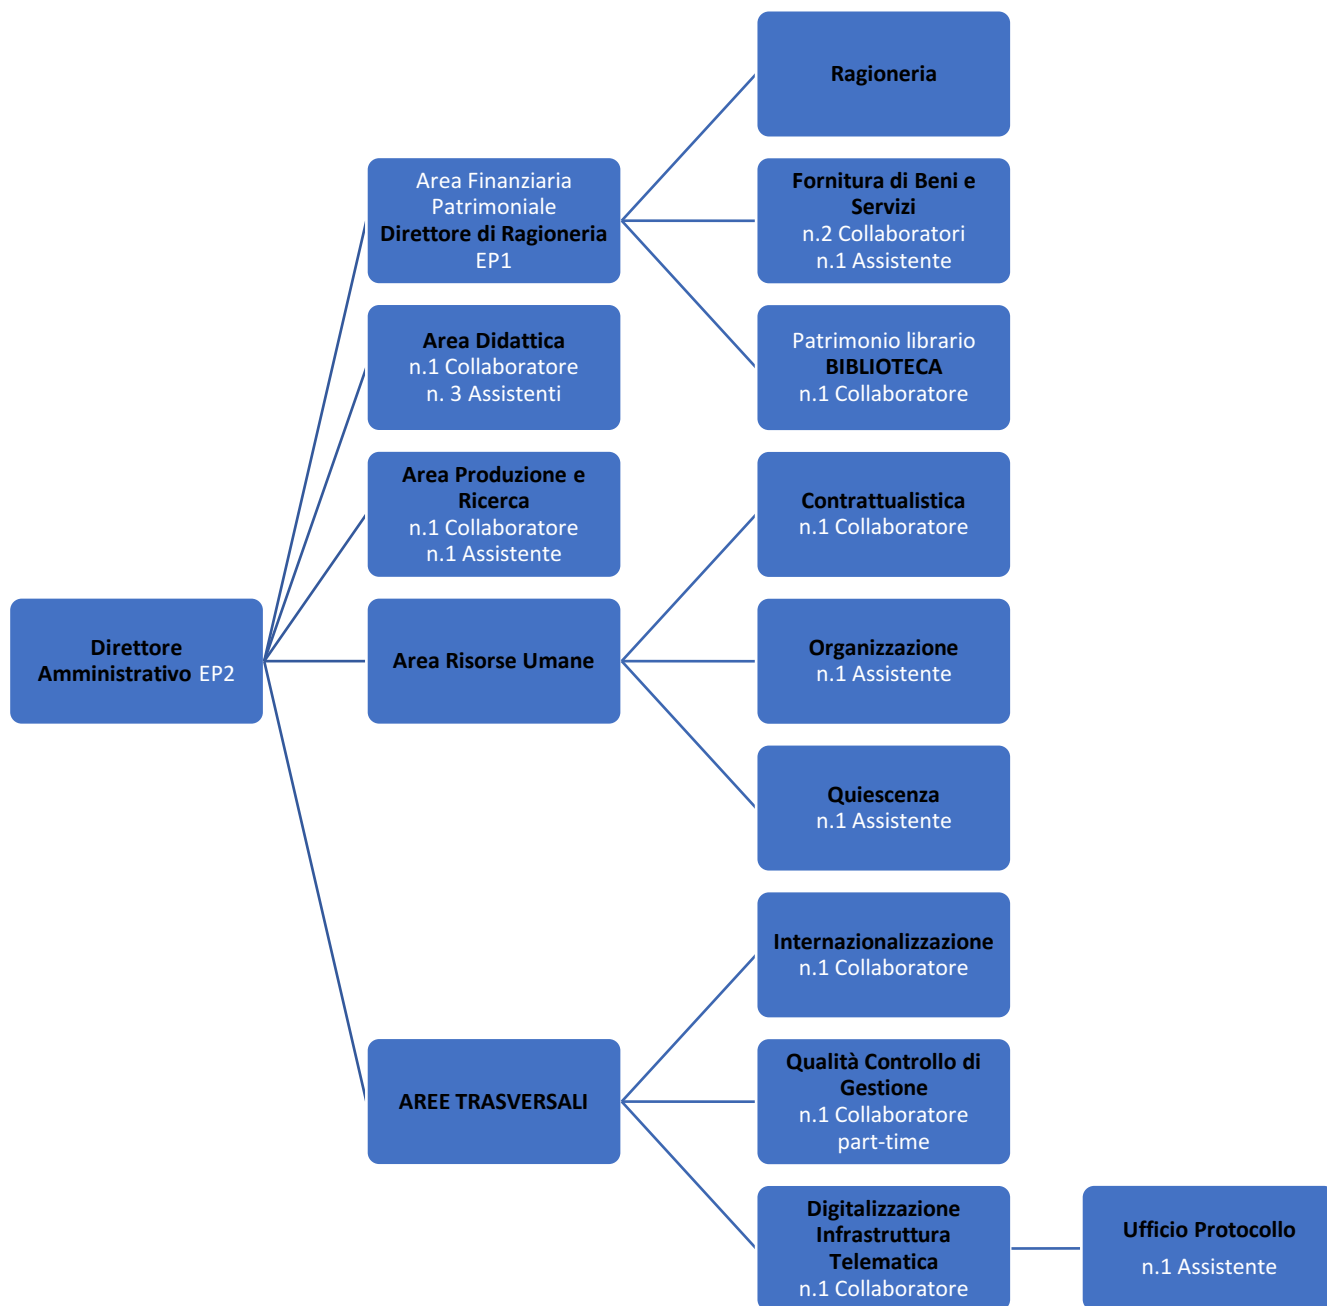 Direttore
Amministrativo EP2
Area Finanziaria
Patrimoniale
Direttore di Ragioneria
EP1
Ragioneria
Fornitura di Beni e
Servizi
n.2 Collaboratori
n.1 Assistente
Patrimonio librario
BIBLIOTECA
n.1 Collaboratore
Area Didattica
n.1 Collaboratore
n. 3 Assistenti
Area Produzione e
Ricerca
n.1 Collaboratore
n.1 Assistente
Area Risorse Umane
Contrattualistica
n.1 Collaboratore
Organizzazione
n.1 Assistente
Quiescenza
n.1 Assistente
AREE TRASVERSALI
Internazionalizzazione
n.1 Collaboratore
Qualità Controllo di
Gestione
n.1 Collaboratore
part-time
Digitalizzazione
Infrastruttura
Telematica
n.1 Collaboratore
Ufficio Protocollo
n.1 Assistente